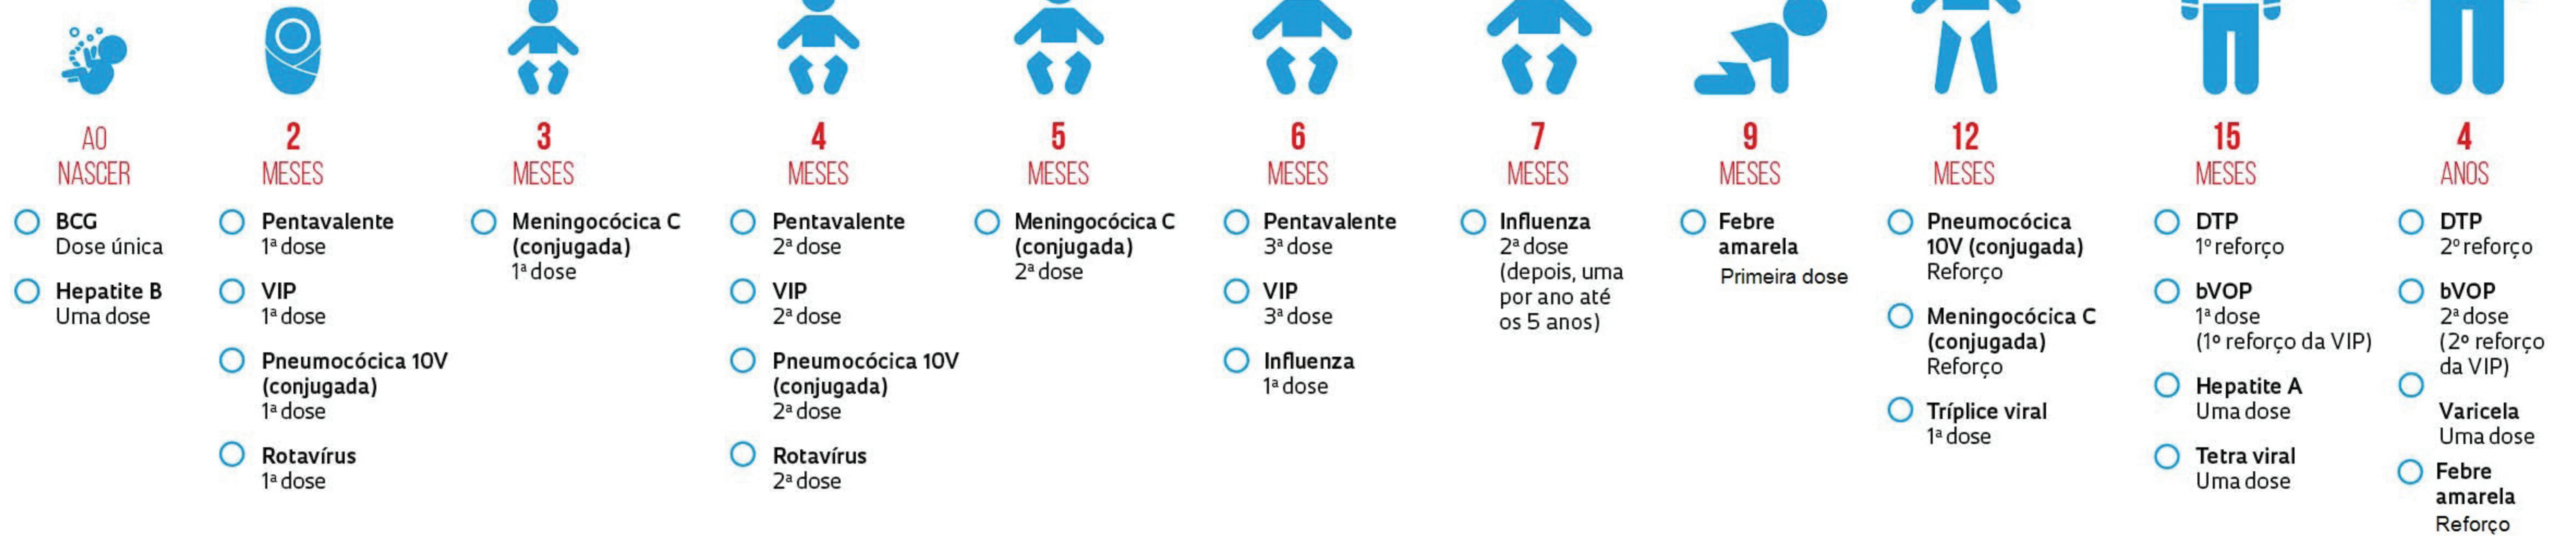 AO
NASCER
BCG
Dose única
Hepatite B
Uma dose
2
MESES
Pentavalente
1ª dose
VIP
1ª dose
Pneumocócica 10V
(conjugada)
1ª dose
Rotavírus
1ª dose
3
MESES
Meningocócica C
(conjugada)
1ª dose
4
MESES
Pentavalente
2ª dose
VIP
2ª dose
Pneumocócica 10V
(conjugada)
2ª dose
Rotavírus
2ª dose
5
MESES
Meningocócica C
(conjugada)
2ª dose
6
MESES
Pentavalente
3ª dose
VIP
3ª dose
Influenza
1ª dose
7
MESES
Influenza
2ª dose
(depois, uma
por ano até
os 5 anos)
9
MESES
Febre
amarela
Primeira dose
12
MESES
Pneumocócica
10V (conjugada)
Reforço
Meningocócica C
(conjugada)
Reforço
Tríplice viral
1ª dose
15
MESES
DTP
1º reforço
bVOP
1ª dose
(1º reforço da VIP)
Hepatite A
Uma dose
Tetra viral
Uma dose
4
ANOS
DTP
2º reforço
bVOP
2ª dose
(2º reforço
da VIP)
Varicela
Uma dose
Febre
amarela
Reforço